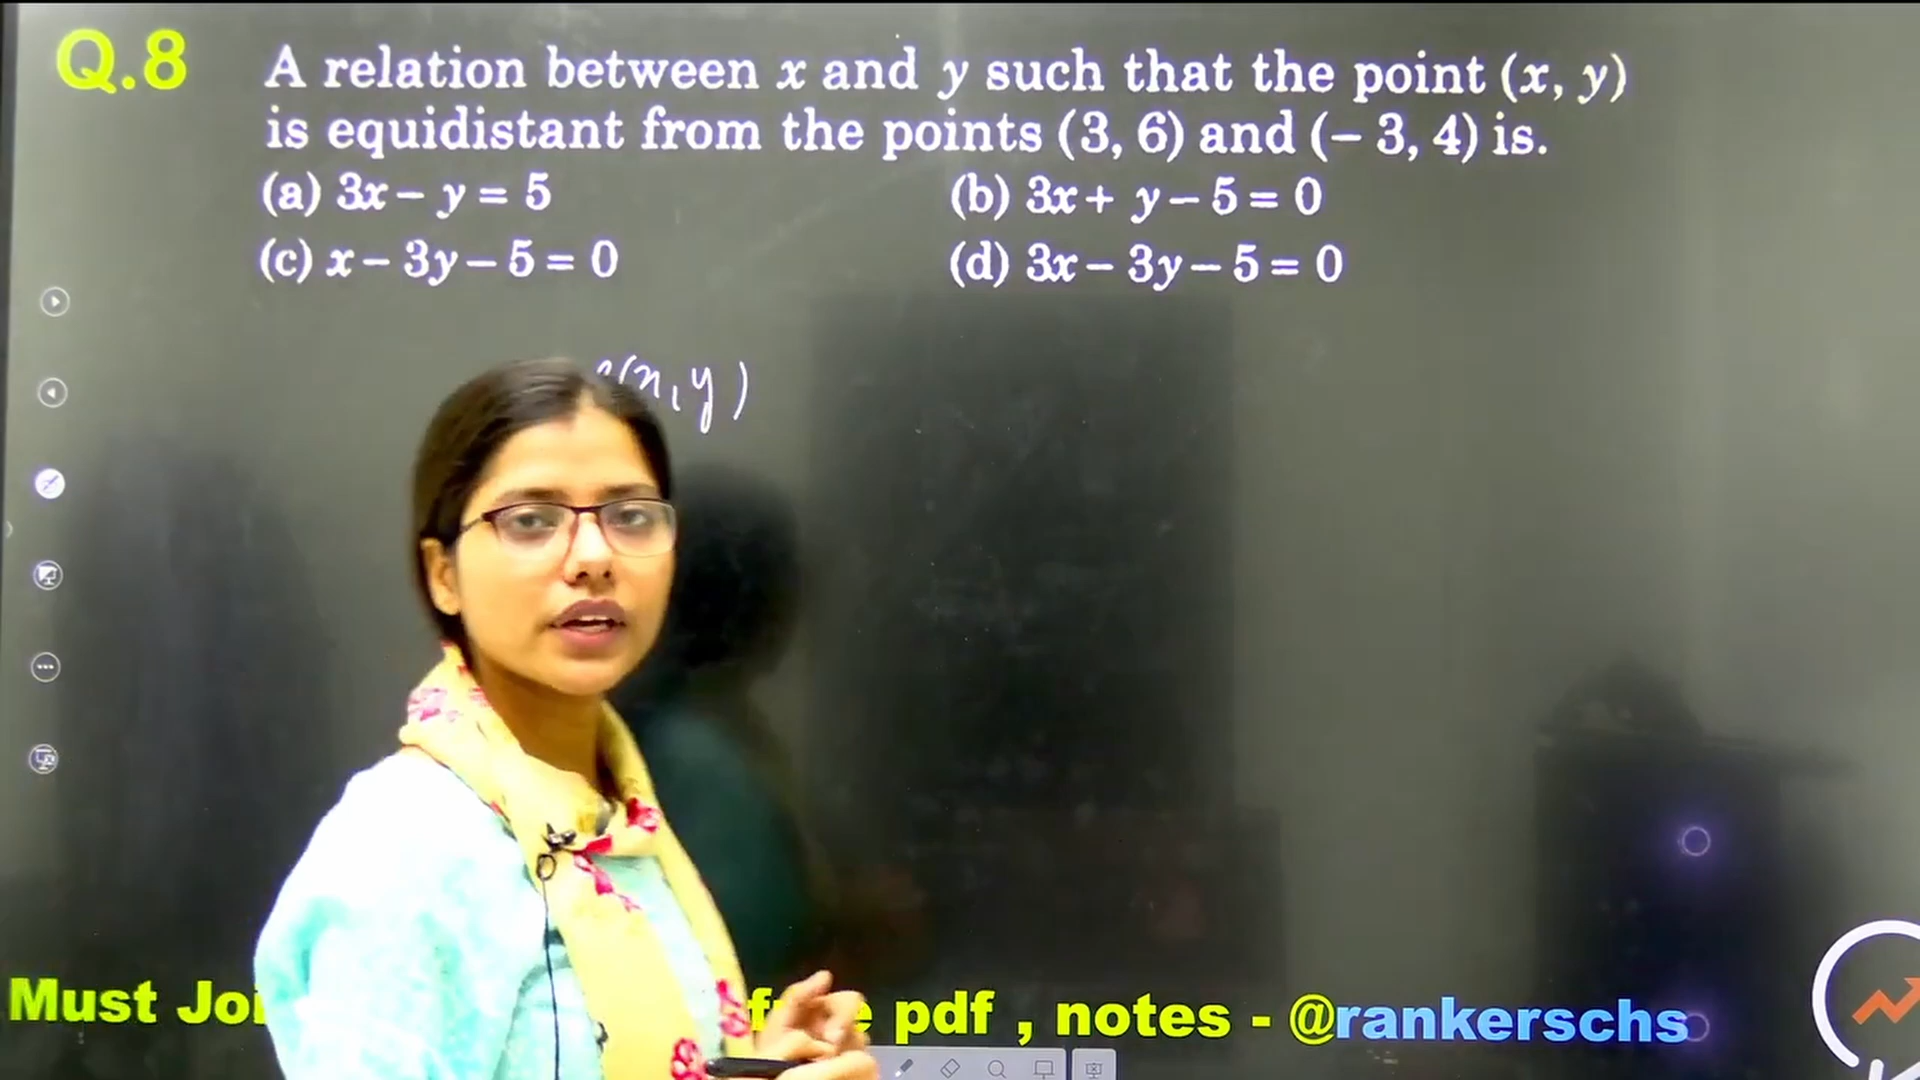 Q.8 A relation between x and y such that the point (x, y)
is equidistant from the points (3, 6) and (– 3, 4) is.
(a) 3x – y = 5 (b) 3x + y – 5 = 0
(c) x – 3y – 5 = 0 (d) 3x – 3y – 5 = 0
(x, y)
Must pdf , notes - @rankerschs